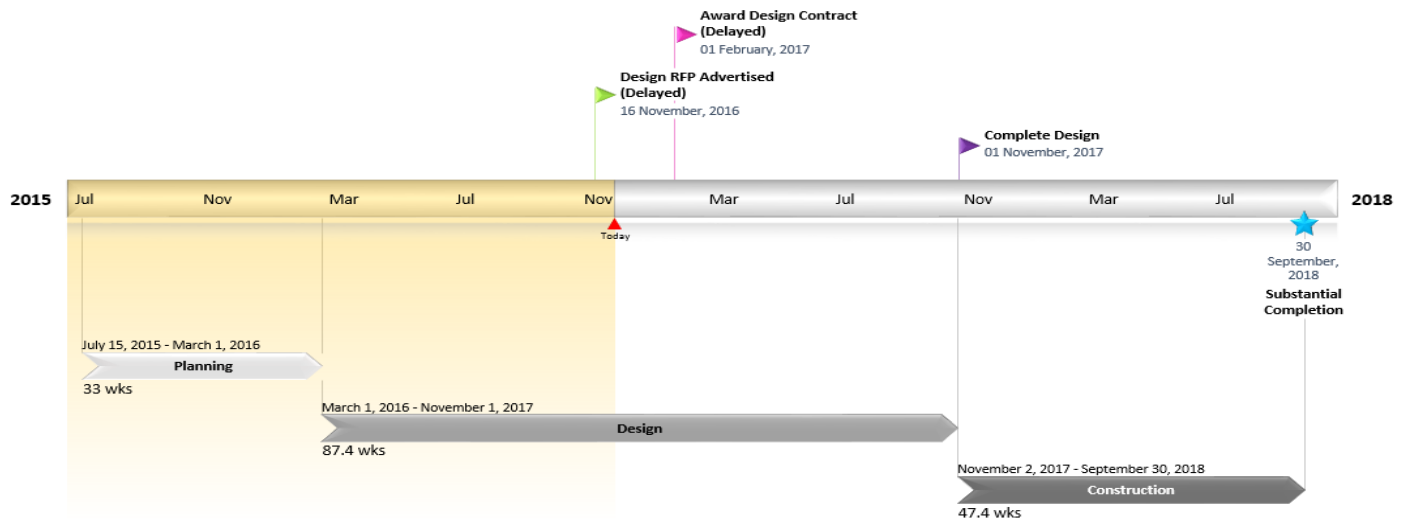 Award Design Contract
(Delayed)
01 February, 2017
Design RFP Advertised
(Delayed)
16 November, 2016
Complete Design
01 November, 2017
2015 Jul Nov Mar Jul Nov Mar Jul Nov Mar Jul 2018
Today
30
September,
2018
Substantial
Completion
July 15, 2015 - March 1, 2016
Planning
33 wks
March 1, 2016 - November 1, 2017
Design
87.4 wks
November 2, 2017 - September 30, 2018
Construction
47.4 wks